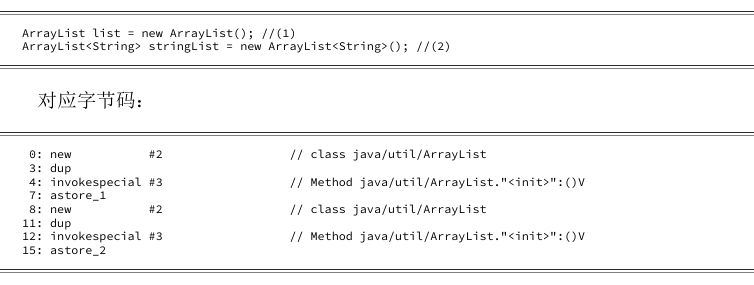 ArrayList list = new ArrayList(); //(1)
ArrayList<String> stringList = new ArrayList<String>(); //(2)
对应字节码：
0: new #2 // class java/util/ArrayList
3: dup
4: invokespecial #3 // Method java/util/ArrayList."<init>":()V
7: astore_1
8: new #2 // class java/util/ArrayList
11: dup
12: invokespecial #3 // Method java/util/ArrayList."<init>":()V
15: astore_2